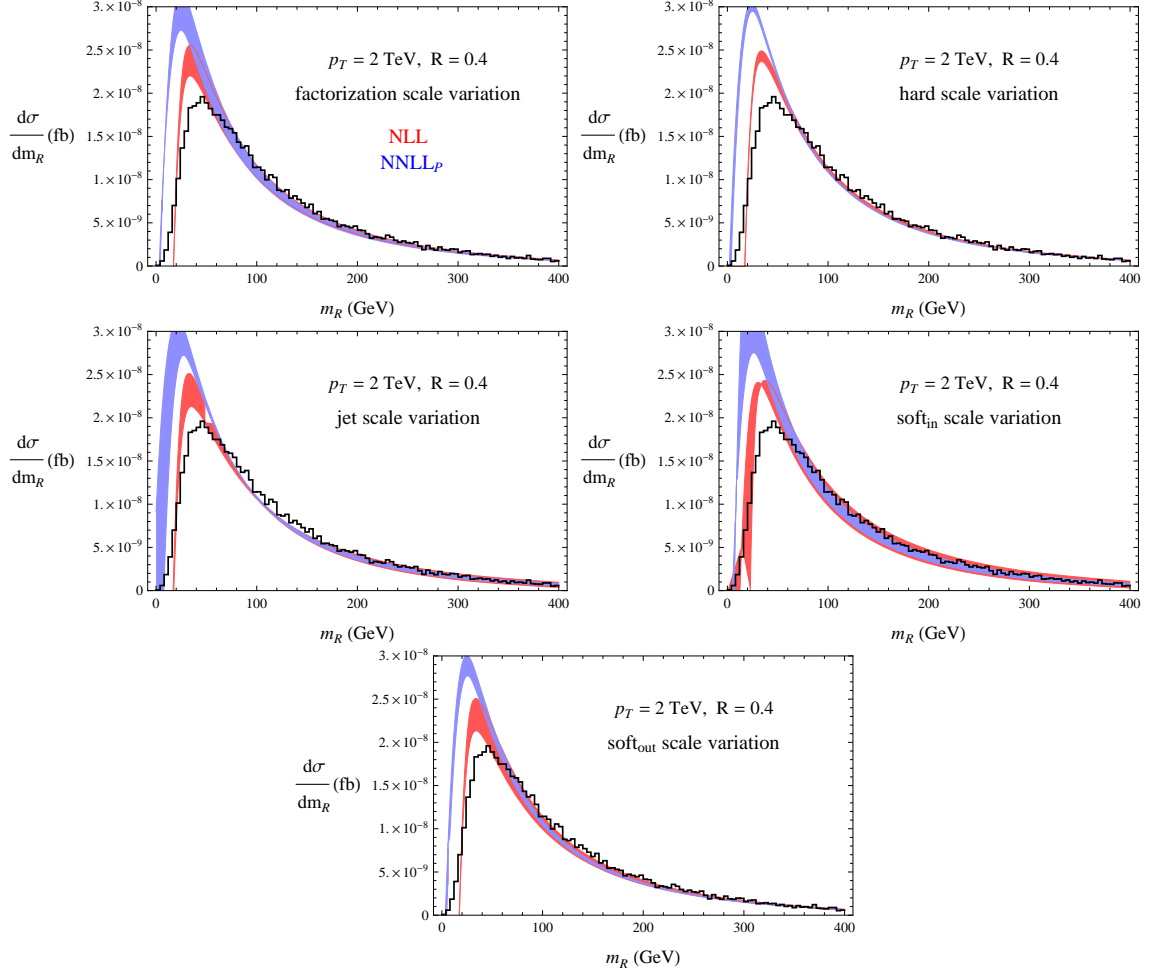 3.×10⁻⁸
2.5×10⁻⁸
2.×10⁻⁸
1.5×10⁻⁸
1.×10⁻⁸
5.×10⁻⁹
0
dσ
dm_R (fb)
p_T = 2 TeV, R = 0.4
factorization scale variation
NLL
NNLL_P
0 100 200 300 400
m_R (GeV)
3.×10⁻⁸
2.5×10⁻⁸
2.×10⁻⁸
1.5×10⁻⁸
1.×10⁻⁸
5.×10⁻⁹
0
dσ
dm_R (fb)
p_T = 2 TeV, R = 0.4
hard scale variation
0 100 200 300 400
m_R (GeV)
3.×10⁻⁸
2.5×10⁻⁸
2.×10⁻⁸
1.5×10⁻⁸
1.×10⁻⁸
5.×10⁻⁹
0
dσ
dm_R (fb)
p_T = 2 TeV, R = 0.4
jet scale variation
0 100 200 300 400
m_R (GeV)
3.×10⁻⁸
2.5×10⁻⁸
2.×10⁻⁸
1.5×10⁻⁸
1.×10⁻⁸
5.×10⁻⁹
0
dσ
dm_R (fb)
p_T = 2 TeV, R = 0.4
soft_in scale variation
0 100 200 300 400
m_R (GeV)
3.×10⁻⁸
2.5×10⁻⁸
2.×10⁻⁸
1.5×10⁻⁸
1.×10⁻⁸
5.×10⁻⁹
0
dσ
dm_R (fb)
p_T = 2 TeV, R = 0.4
soft_out scale variation
0 100 200 300 400
m_R (GeV)